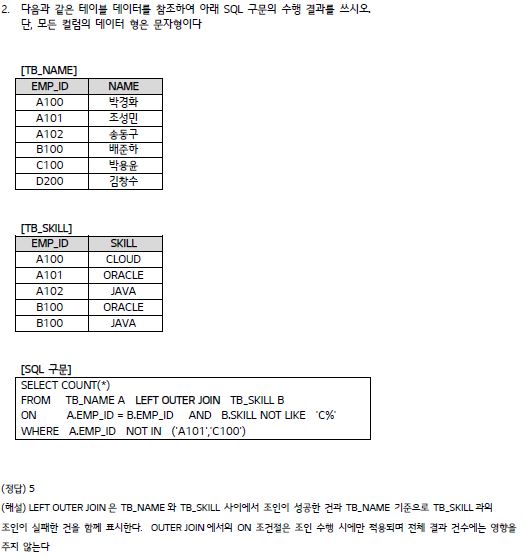 2. 다음과 같은 테이블 데이터를 참조하여 아래 SQL 구문의 수행 결과를 쓰시오.
단, 모든 컬럼의 데이터 형은 문자형이다
[TB_NAME]
EMP_ID NAME
A100 박경화
A101 조성민
A102 송동구
B100 배준하
C100 박용윤
D200 김창수
[TB_SKILL]
EMP_ID SKILL
A100 CLOUD
A101 ORACLE
A102 JAVA
B100 ORACLE
B100 JAVA
[SQL 구문]
SELECT COUNT(*)
FROM TB_NAME A LEFT OUTER JOIN TB_SKILL B
ON A.EMP_ID = B.EMP_ID AND B.SKILL NOT LIKE 'C%'
WHERE A.EMP_ID NOT IN ('A101','C100')
(정답) 5
(해설) LEFT OUTER JOIN 은 TB_NAME 와 TB_SKILL 사이에서 조인이 성공한 건과 TB_NAME 기준으로 TB_SKILL 과의
조인이 실패한 건을 함께 표시한다. OUTER JOIN 에서의 ON 조건절은 조인 수행 시에만 적용되며 전체 결과 건수에는 영향을
주지 않는다